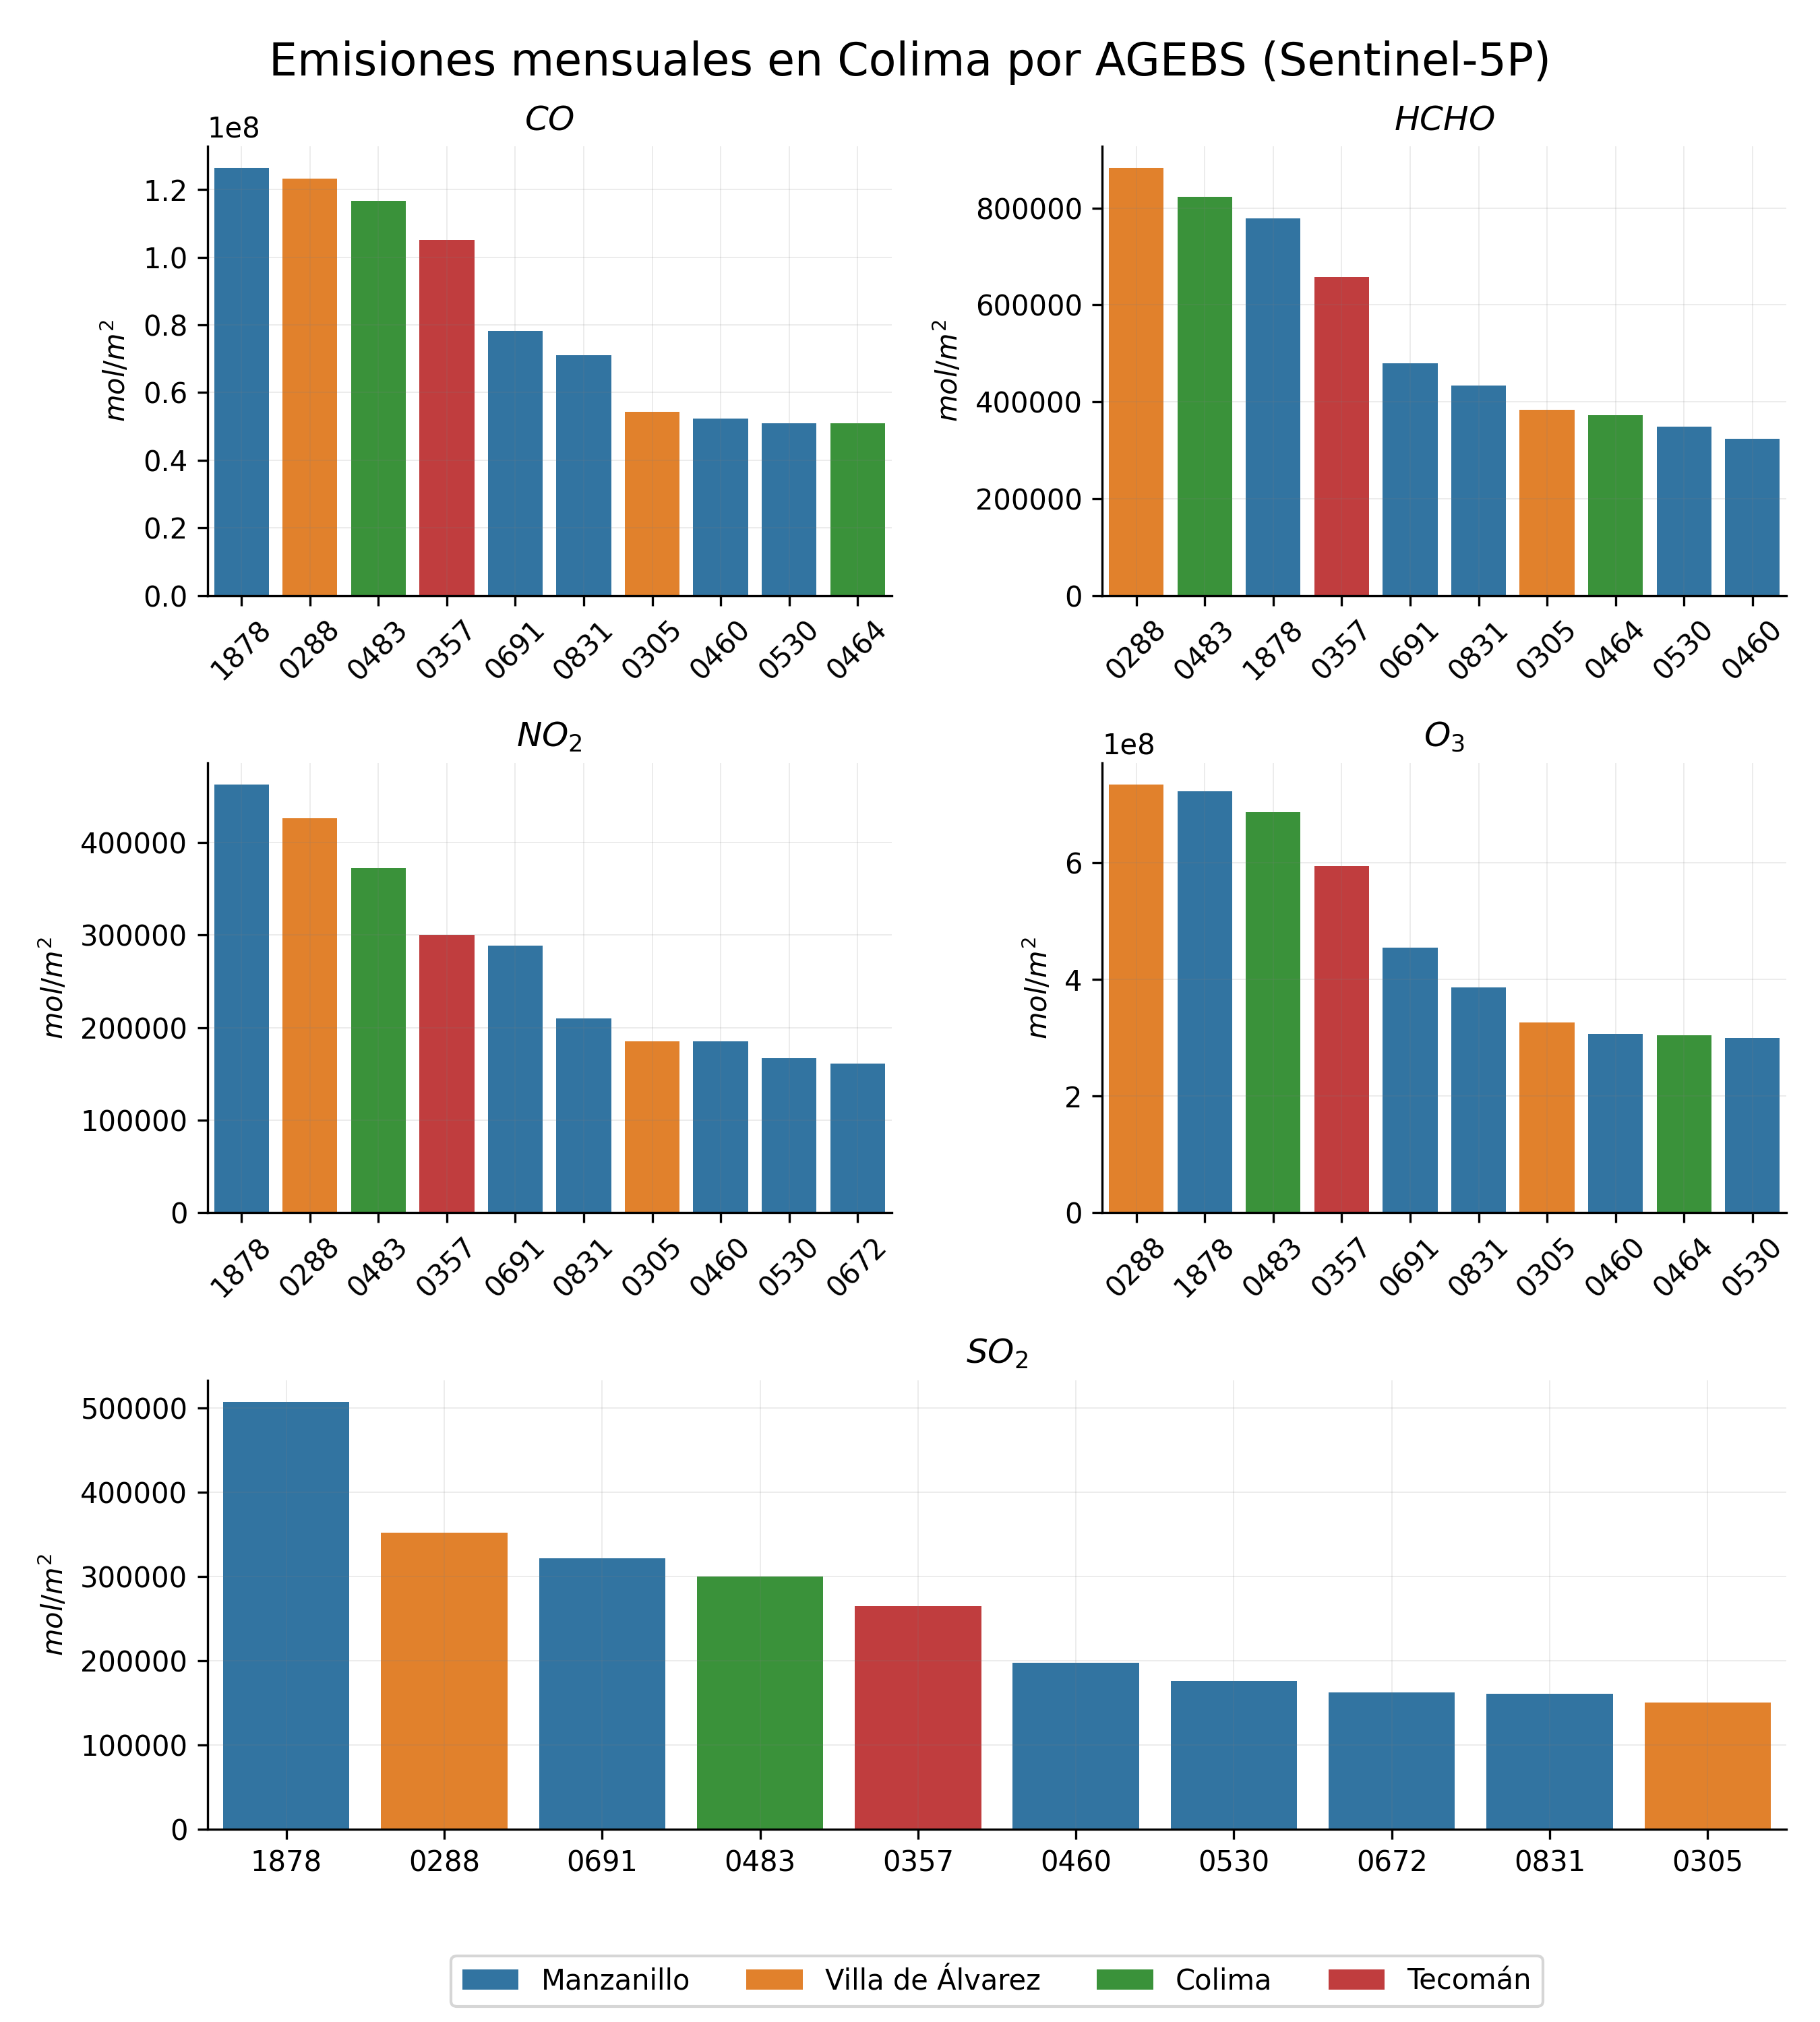 Emisiones mensuales en Colima por AGEBS (Sentinel-5P)
CO
1e8
mol/m²
1.2
1.0
0.8
0.6
0.4
0.2
0.0
1878 0288 0483 0357 0691 0831 0305 0460 0530 0464
HCHO
mol/m²
800000
600000
400000
200000
0
0288 0483 1878 0357 0691 0831 0305 0464 0530 0460
NO₂
mol/m²
400000
300000
200000
100000
0
1878 0288 0483 0357 0691 0831 0305 0460 0530 0672
O₃
1e8
mol/m²
6
4
2
0
0288 1878 0483 0357 0691 0831 0305 0460 0464 0530
SO₂
mol/m²
500000
400000
300000
200000
100000
0
1878 0288 0691 0483 0357 0460 0530 0672 0831 0305
Manzanillo Villa de Álvarez Colima Tecomán